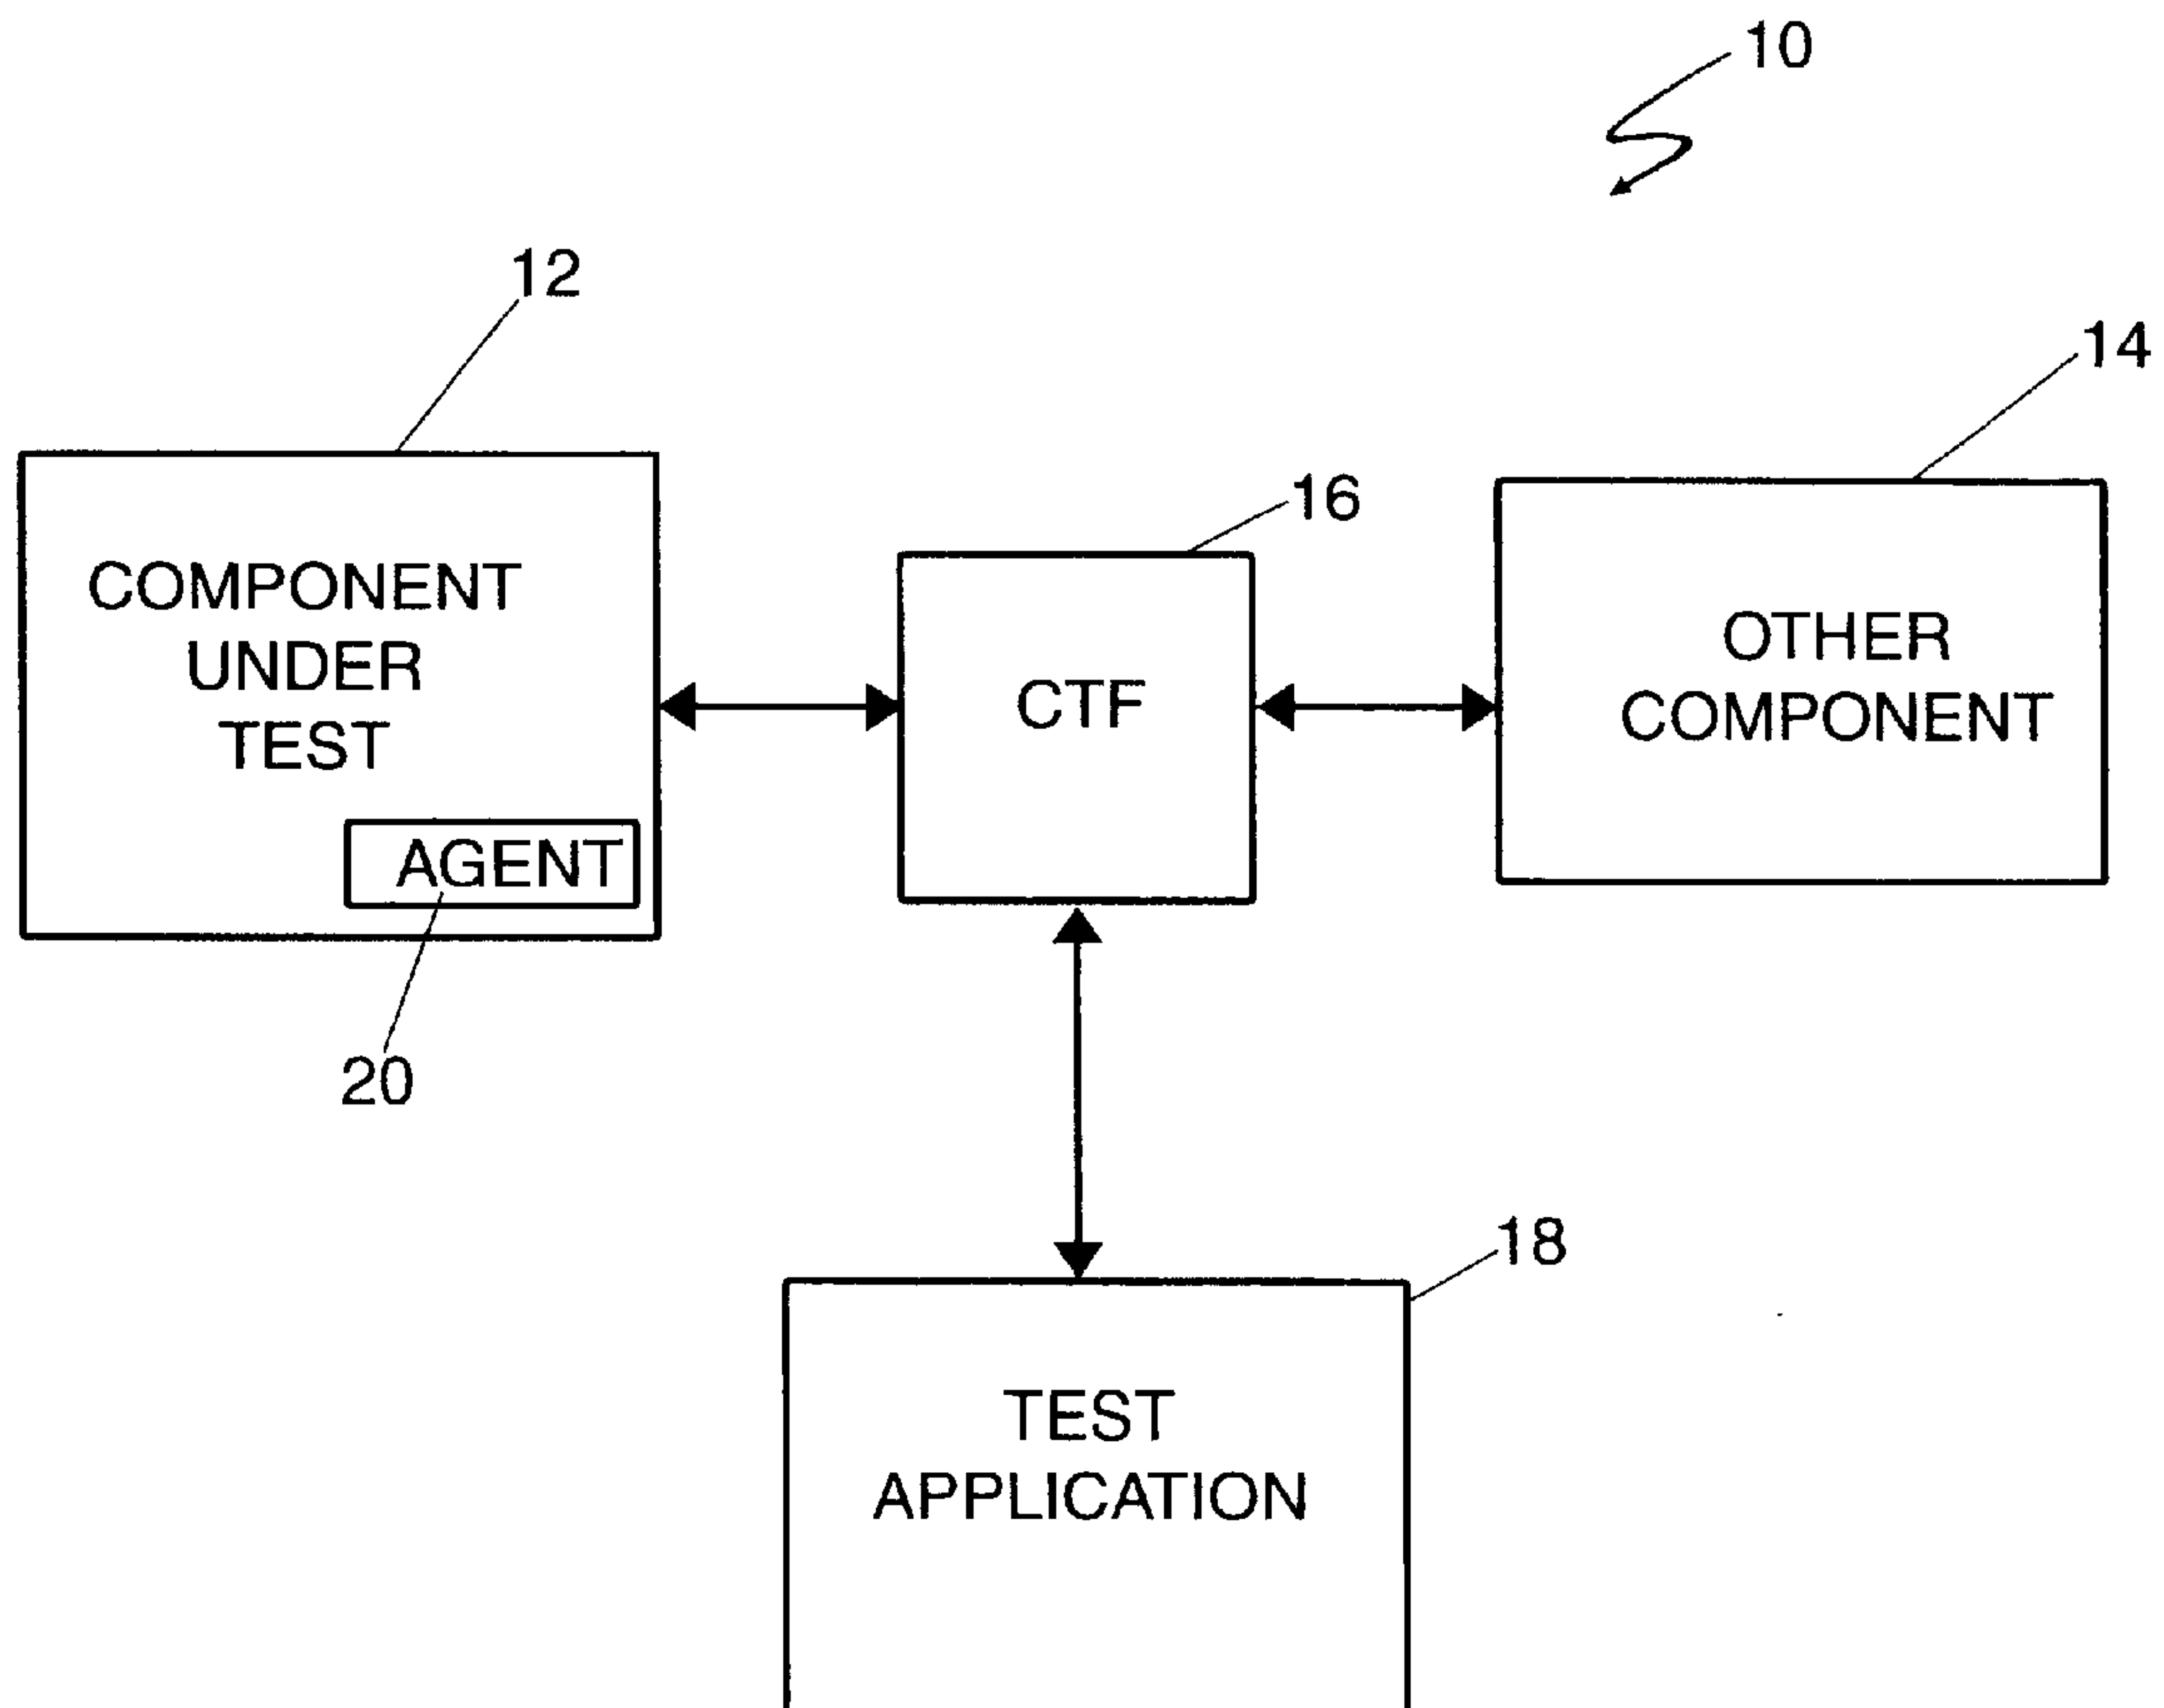 10
12
14
16
COMPONENT
UNDER
TEST
CTF
OTHER
COMPONENT
AGENT
20
18
TEST
APPLICATION